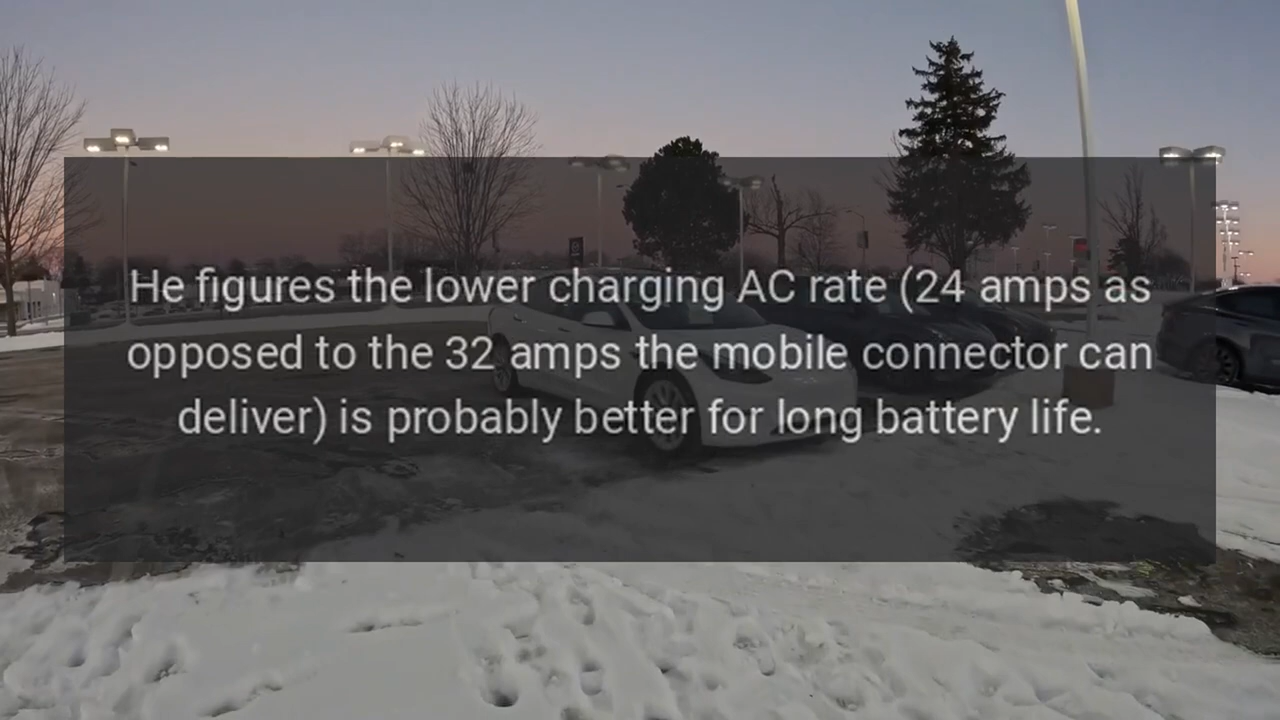 He figures the lower charging AC rate (24 amps as
opposed to the 32 amps the mobile connector can
deliver) is probably better for long battery life.